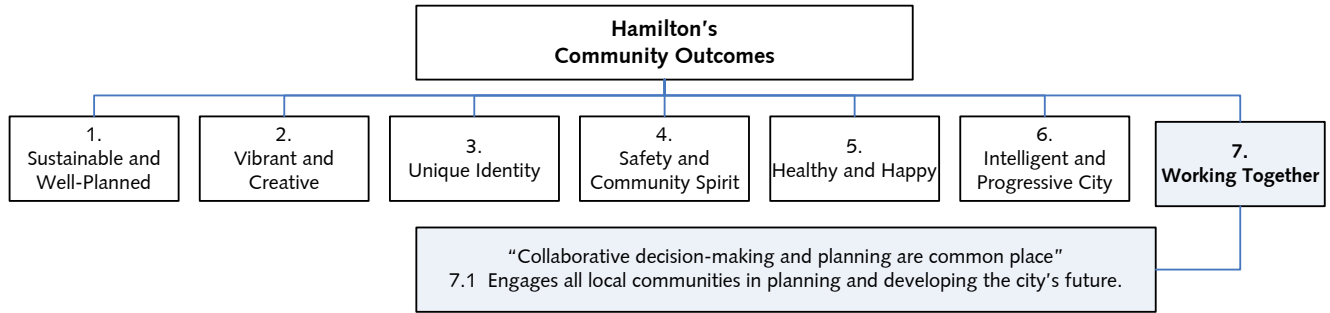 Hamilton's
Community Outcomes
1.
Sustainable and
Well-Planned
2.
Vibrant and
Creative
3.
Unique Identity
4.
Safety and
Community Spirit
5.
Healthy and Happy
6.
Intelligent and
Progressive City
7.
Working Together
“Collaborative decision-making and planning are common place”
7.1 Engages all local communities in planning and developing the city’s future.